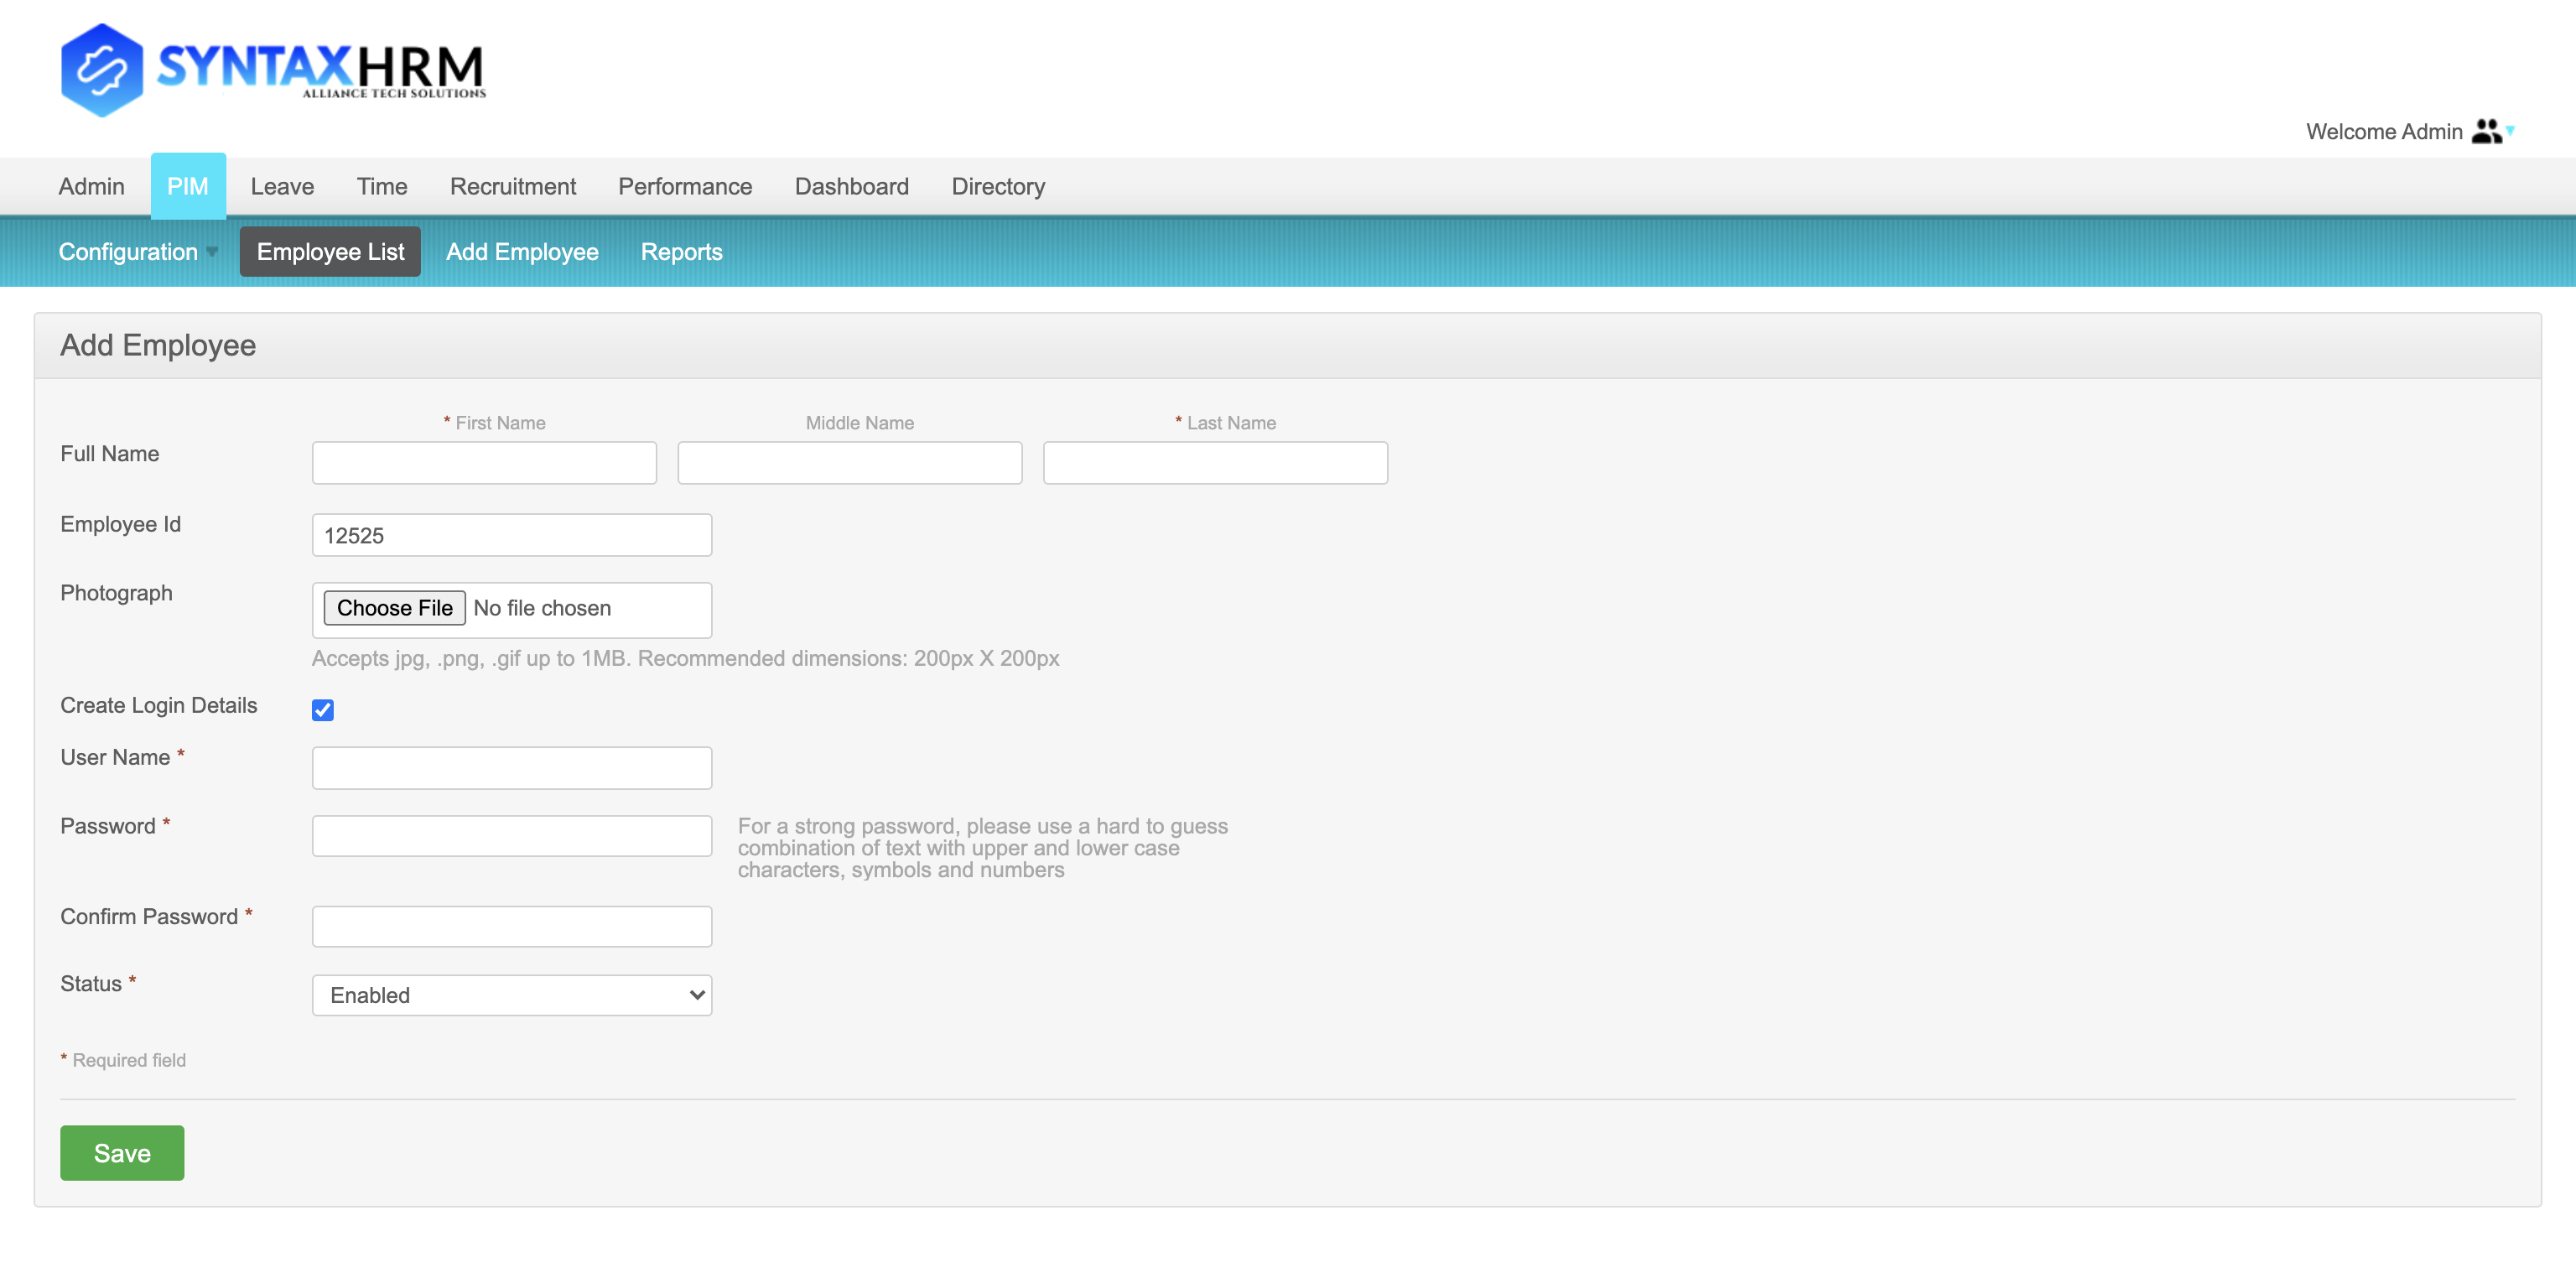 SYNTAXHRM
ALLIANCE TECH SOLUTIONS
Welcome Admin
Admin PIM Leave Time Recruitment Performance Dashboard Directory
Configuration Employee List Add Employee Reports
Add Employee
* First Name Middle Name * Last Name
Full Name
Employee Id 12525
Photograph Choose File No file chosen
Accepts jpg, .png, .gif up to 1MB. Recommended dimensions: 200px X 200px
Create Login Details
User Name *
Password * For a strong password, please use a hard to guess
combination of text with upper and lower case
characters, symbols and numbers
Confirm Password *
Status * Enabled
* Required field
Save